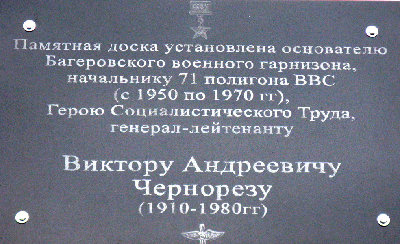 Памятная доска установлена основателю
Багеровского военного гарнизона,
начальнику 71 полигона ВВС
(с 1950 по 1970 гг),
Герою Социалистического Труда,
генерал-лейтенанту
Виктору Андреевичу
Чернорезу
(1910-1980гг)